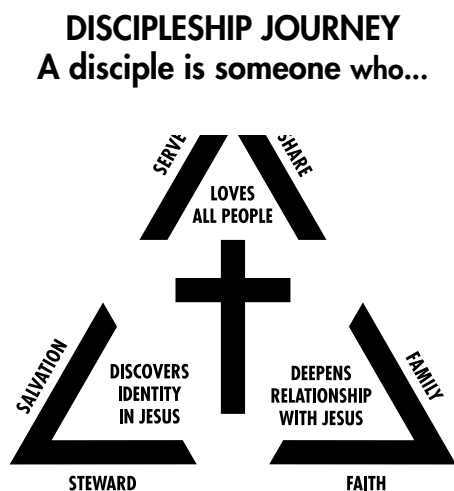 DISCIPLESHIP JOURNEY
A disciple is someone who...
SERVE
SHARE
LOVES
ALL PEOPLE
SALVATION
DISCOVERS
IDENTITY
IN JESUS
DEEPENS
RELATIONSHIP
WITH JESUS
FAMILY
STEWARD
FAITH